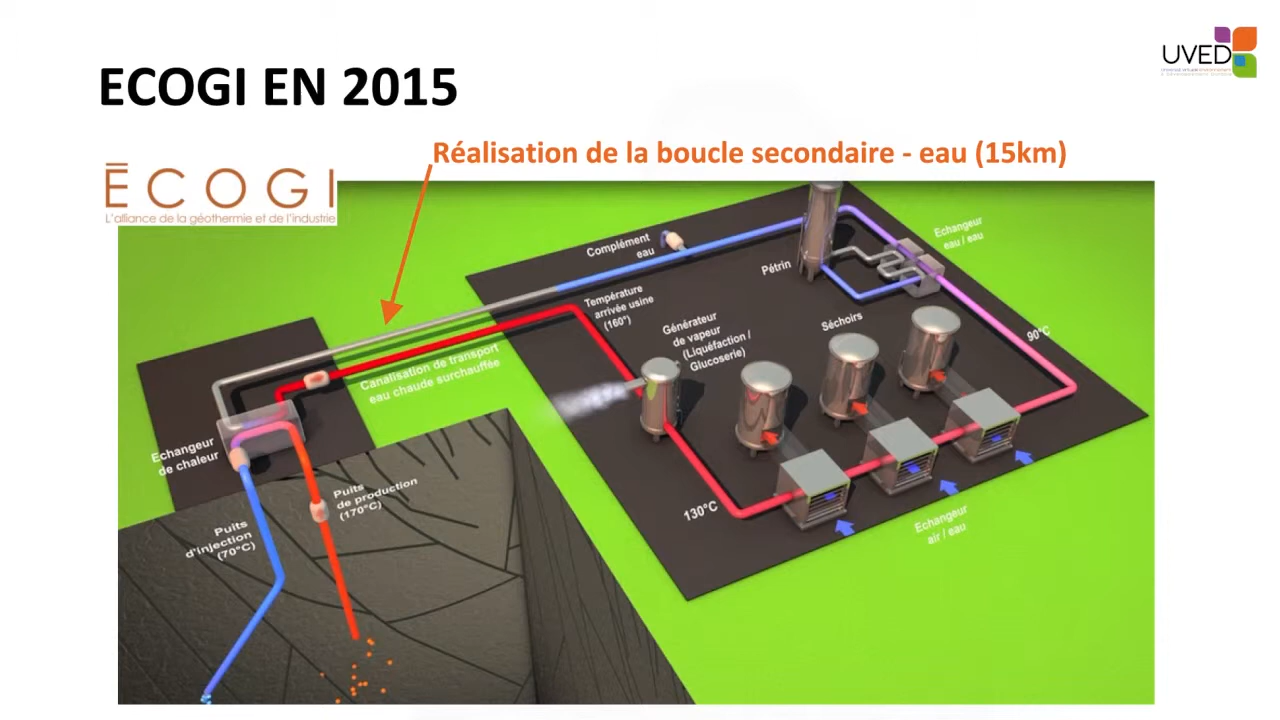 UVED
ECOGI EN 2015
Réalisation de la boucle secondaire - eau (15km)
ĒCOGI
L'alliance de la géothermie et de l'industrie
Complément
eau
Echangeur
eau / eau
Pétrin
Température
arrivée usine
(160°)
Générateur
de vapeur
(Liquéfaction /
Glucoserie)
Séchoirs
90°C
Canalisation de transport
eau chaude surchauffée
Echangeur
de chaleur
Puits
de production
(170°C)
Puits
d'injection
(70°C)
130°C
Echangeur
air / eau